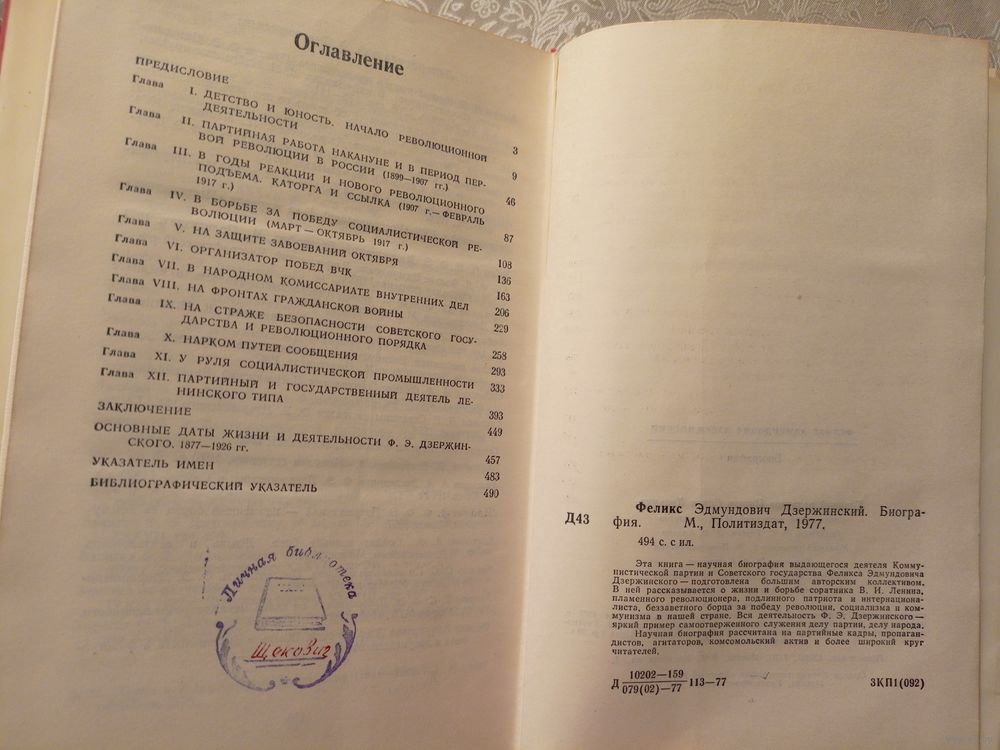 Оглавление
ПРЕДИСЛОВИЕ 3
Глава I. ДЕТСТВО И ЮНОСТЬ. НАЧАЛО РЕВОЛЮЦИОННОЙ
ДЕЯТЕЛЬНОСТИ 9
Глава II. ПАРТИЙНАЯ РАБОТА НАКАНУНЕ И В ПЕРИОД ПЕР-
ВОЙ РЕВОЛЮЦИИ В РОССИИ (1899—1907 гг.) 46
Глава III. В ГОДЫ РЕАКЦИИ И НОВОГО РЕВОЛЮЦИОННОГО
ПОДЪЕМА. КАТОРГА И ССЫЛКА (1907 г.— ФЕВРАЛЬ
1917 г.) 87
Глава IV. В БОРЬБЕ ЗА ПОБЕДУ СОЦИАЛИСТИЧЕСКОЙ РЕ-
ВОЛЮЦИИ (МАРТ — ОКТЯБРЬ 1917 г.) 108
Глава V. НА ЗАЩИТЕ ЗАВОЕВАНИЙ ОКТЯБРЯ 136
Глава VI. ОРГАНИЗАТОР ПОБЕД ВЧК 163
Глава VII. В НАРОДНОМ КОМИССАРИАТЕ ВНУТРЕННИХ ДЕЛ 206
Глава VIII. НА ФРОНТАХ ГРАЖДАНСКОЙ ВОЙНЫ 229
Глава IX. НА СТРАЖЕ БЕЗОПАСНОСТИ СОВЕТСКОГО ГОСУ-
ДАРСТВА И РЕВОЛЮЦИОННОГО ПОРЯДКА 258
Глава X. НАРКОМ ПУТЕЙ СООБЩЕНИЯ 293
Глава XI. У РУЛЯ СОЦИАЛИСТИЧЕСКОЙ ПРОМЫШЛЕННОСТИ 333
Глава XII. ПАРТИЙНЫЙ И ГОСУДАРСТВЕННЫЙ ДЕЯТЕЛЬ ЛЕ-
НИНСКОГО ТИПА 393
ЗАКЛЮЧЕНИЕ 449
ОСНОВНЫЕ ДАТЫ ЖИЗНИ И ДЕЯТЕЛЬНОСТИ Ф. Э. ДЗЕРЖИН-
СКОГО. 1877—1926 гг. 457
УКАЗАТЕЛЬ ИМЕН 483
БИБЛИОГРАФИЧЕСКИЙ УКАЗАТЕЛЬ 490
Личная библиотека
Щокович
Феликс Эдмундович Дзержинский. Биогра-
Д43 фия. М., Политиздат, 1977.
494 с. с ил.
Эта книга — научная биография выдающегося деятеля Комму-
нистической партии и Советского государства Феликса Эдмундовича
Дзержинского — подготовлена большим авторским коллективом.
В ней рассказывается о жизни и борьбе соратника В. И. Ленина,
пламенного революционера, подлинного патриота и интернациона-
листа, беззаветного борца за победу революции, социализма и ком-
мунизма в нашей стране. Вся деятельность Ф. Э. Дзержинского —
яркий пример самоотверженного служения делу партии, делу народа.
Научная биография рассчитана на партийные кадры, пропаган-
дистов, агитаторов, комсомольский актив и более широкий круг
читателей.
Д 10202—159
079(02)—77 113—77 3КП1(092)